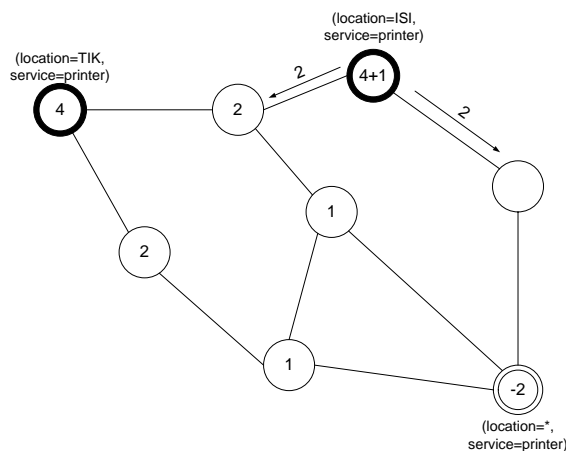 (location=ISI,
service=printer)
(location=TIK,
service=printer)
2
4+1
2
4
2
1
2
1
-2
(location=*,
service=printer)